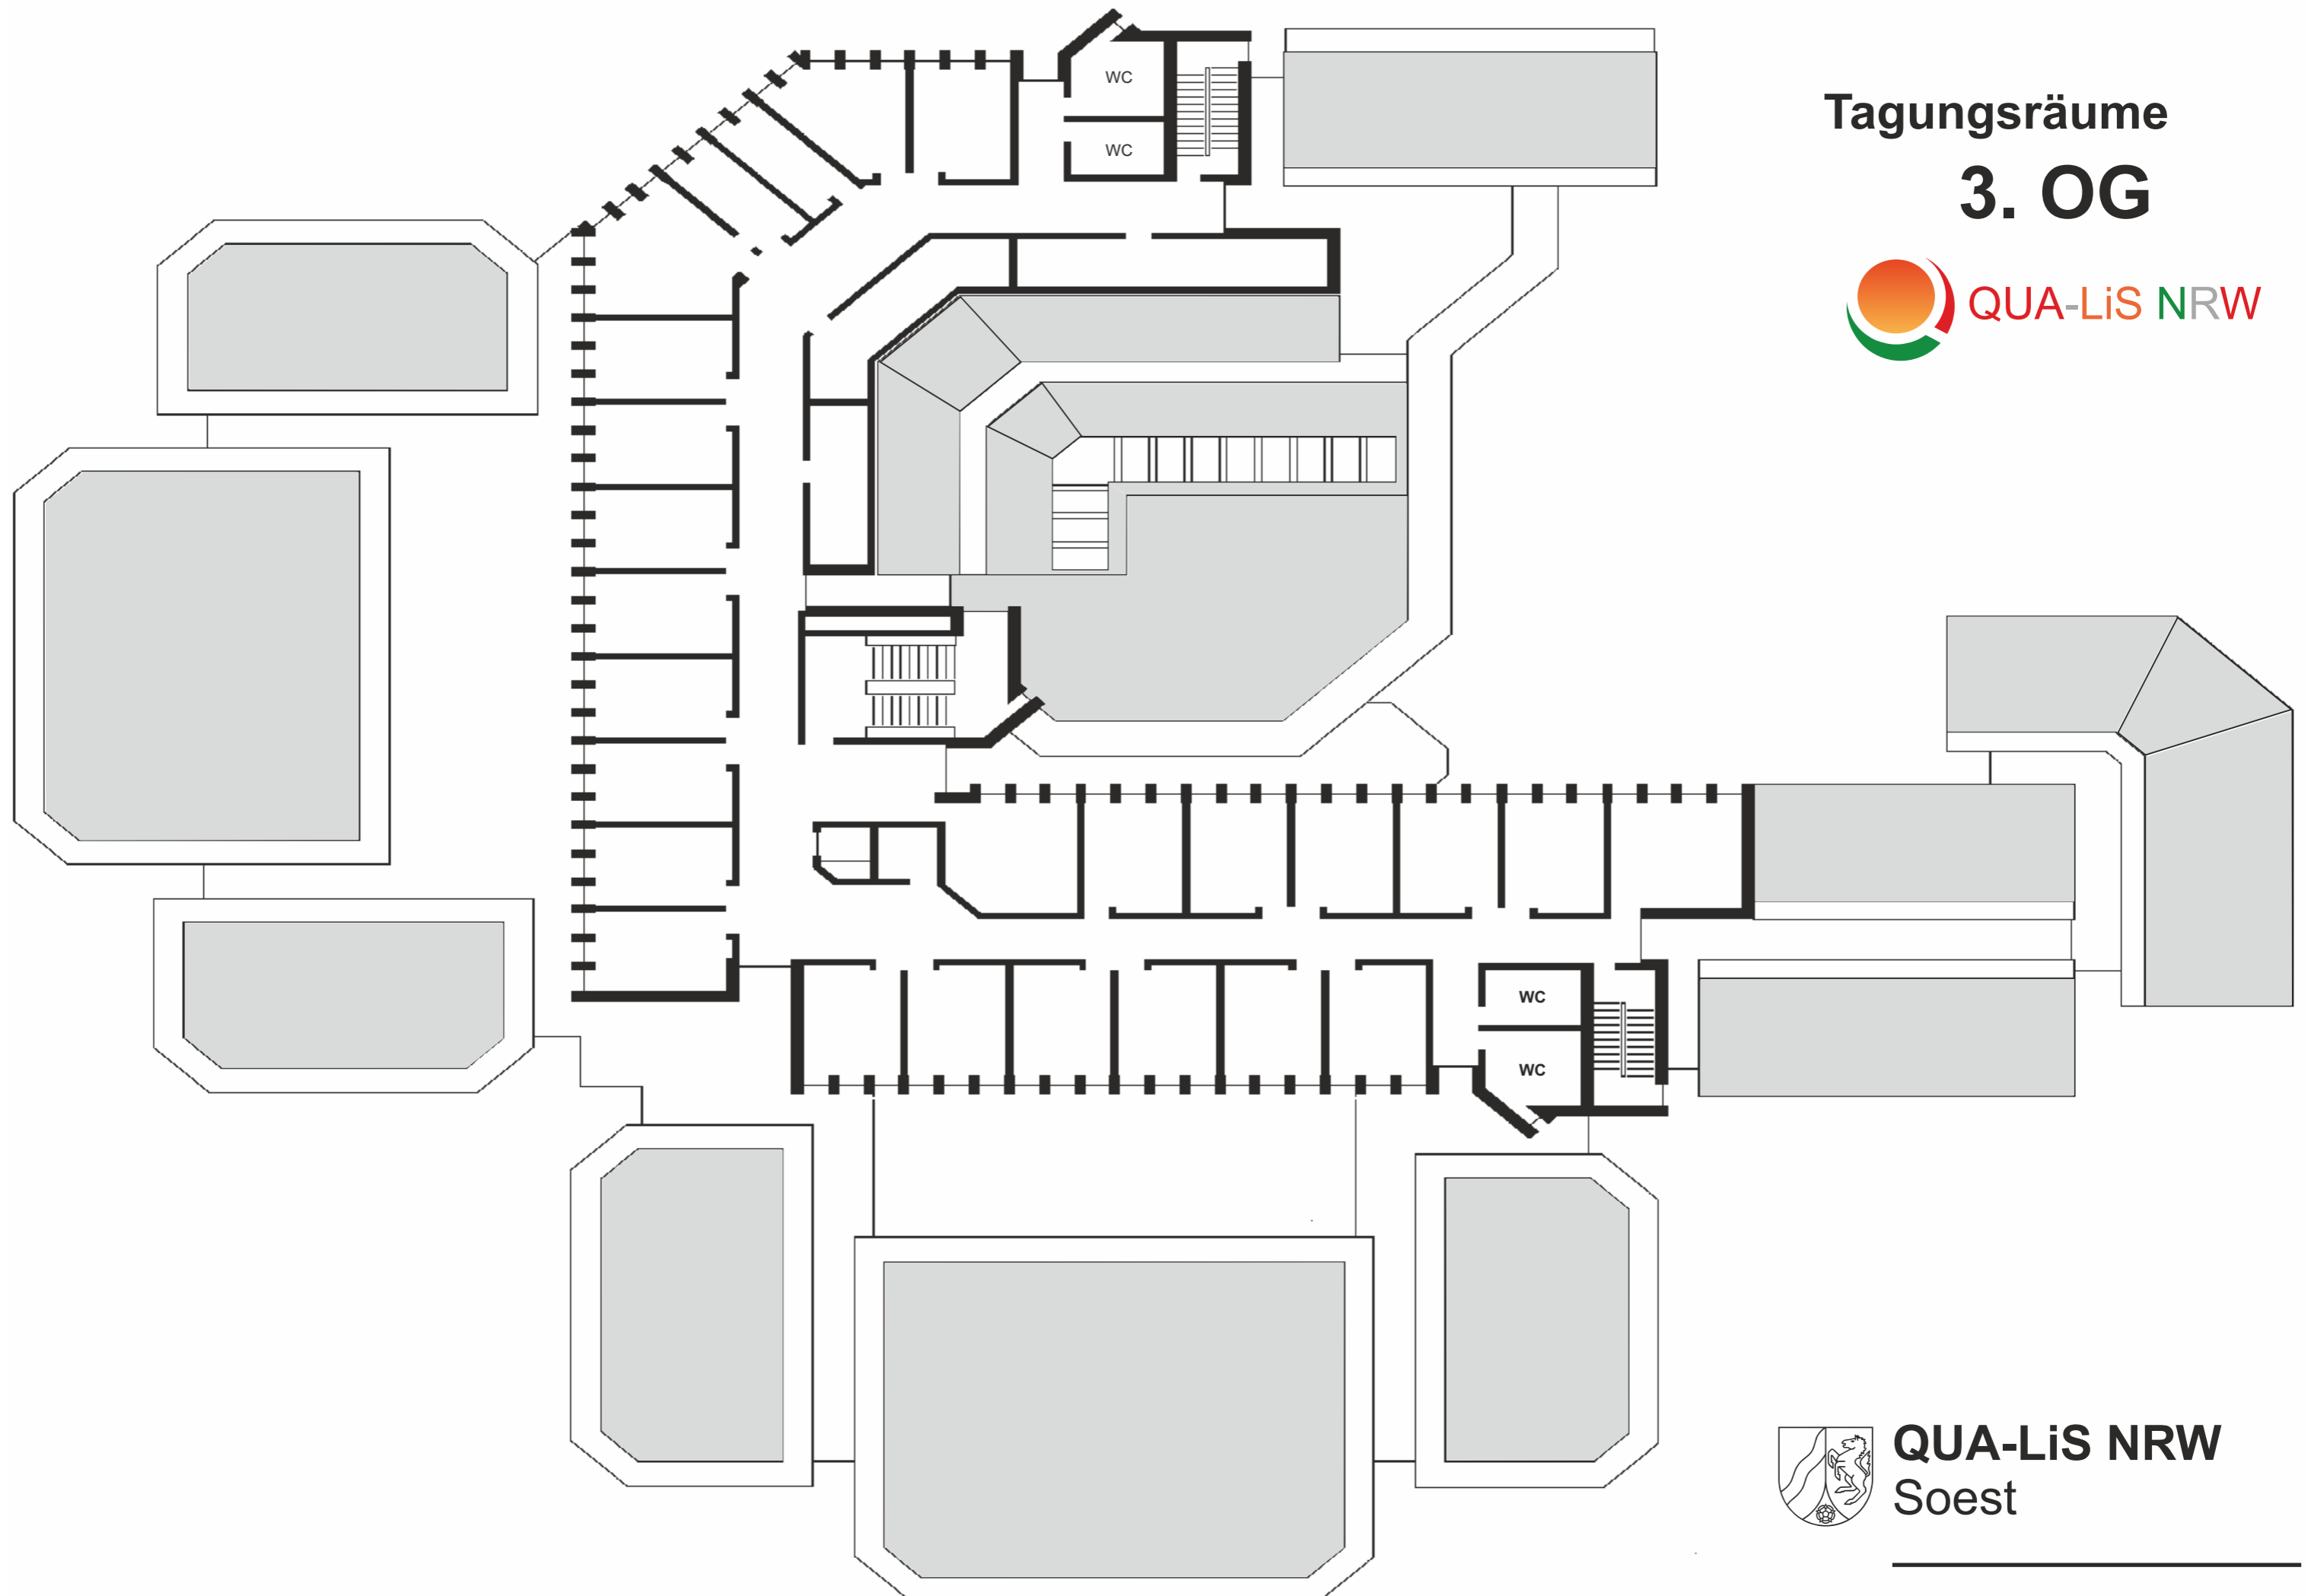 WC
WC
Tagungsräume
3. OG
QUA-LiS NRW
WC
WC
QUA-LiS NRW
Soest